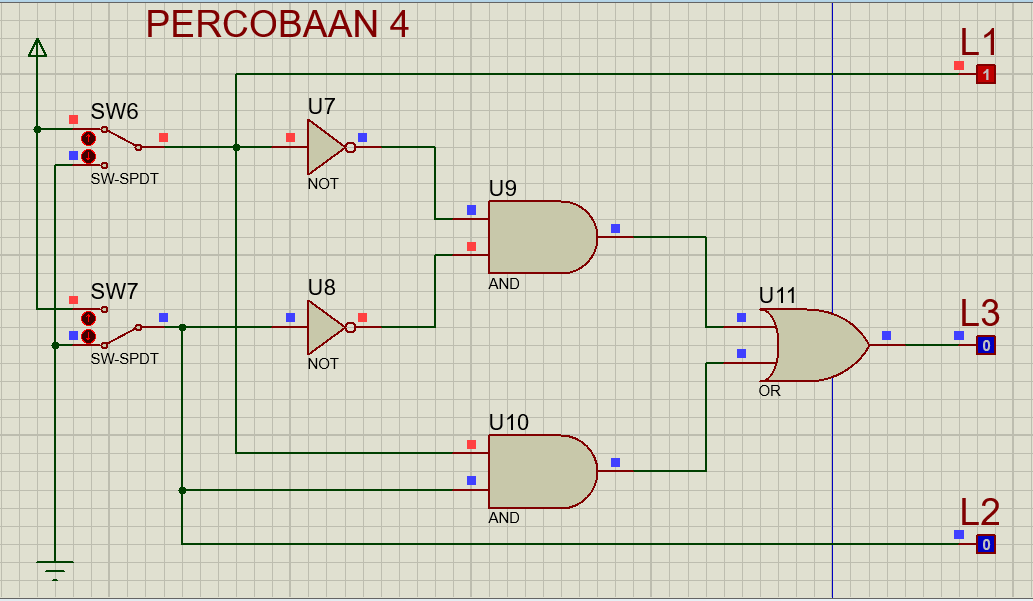 PERCOBAAN 4
L1
1
SW6
SW-SPDT
U7
NOT
U9
AND
SW7
SW-SPDT
U8
NOT
U11
OR
L3
0
U10
AND
L2
0